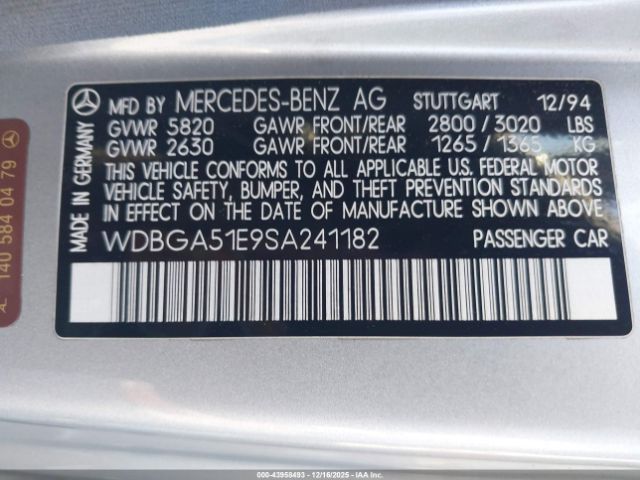 MADE IN GERMANY
MFD BY MERCEDES-BENZ AG STUTTGART 12/94
GVWR 5820 GAWR FRONT/REAR 2800 / 3020 LBS
GVWR 2630 GAWR FRONT/REAR 1265 / 1365 KG
THIS VEHICLE CONFORMS TO ALL APPLICABLE U.S. FEDERAL MOTOR
VEHICLE SAFETY, BUMPER, AND THEFT PREVENTION STANDARDS
IN EFFECT ON THE DATE OF MANUFACTURE SHOWN ABOVE.
WDBGA51E9SA241182 PASSENGER CAR
140 584 04 79
000-43958493 - 12/16/2025 - IAA, Inc.